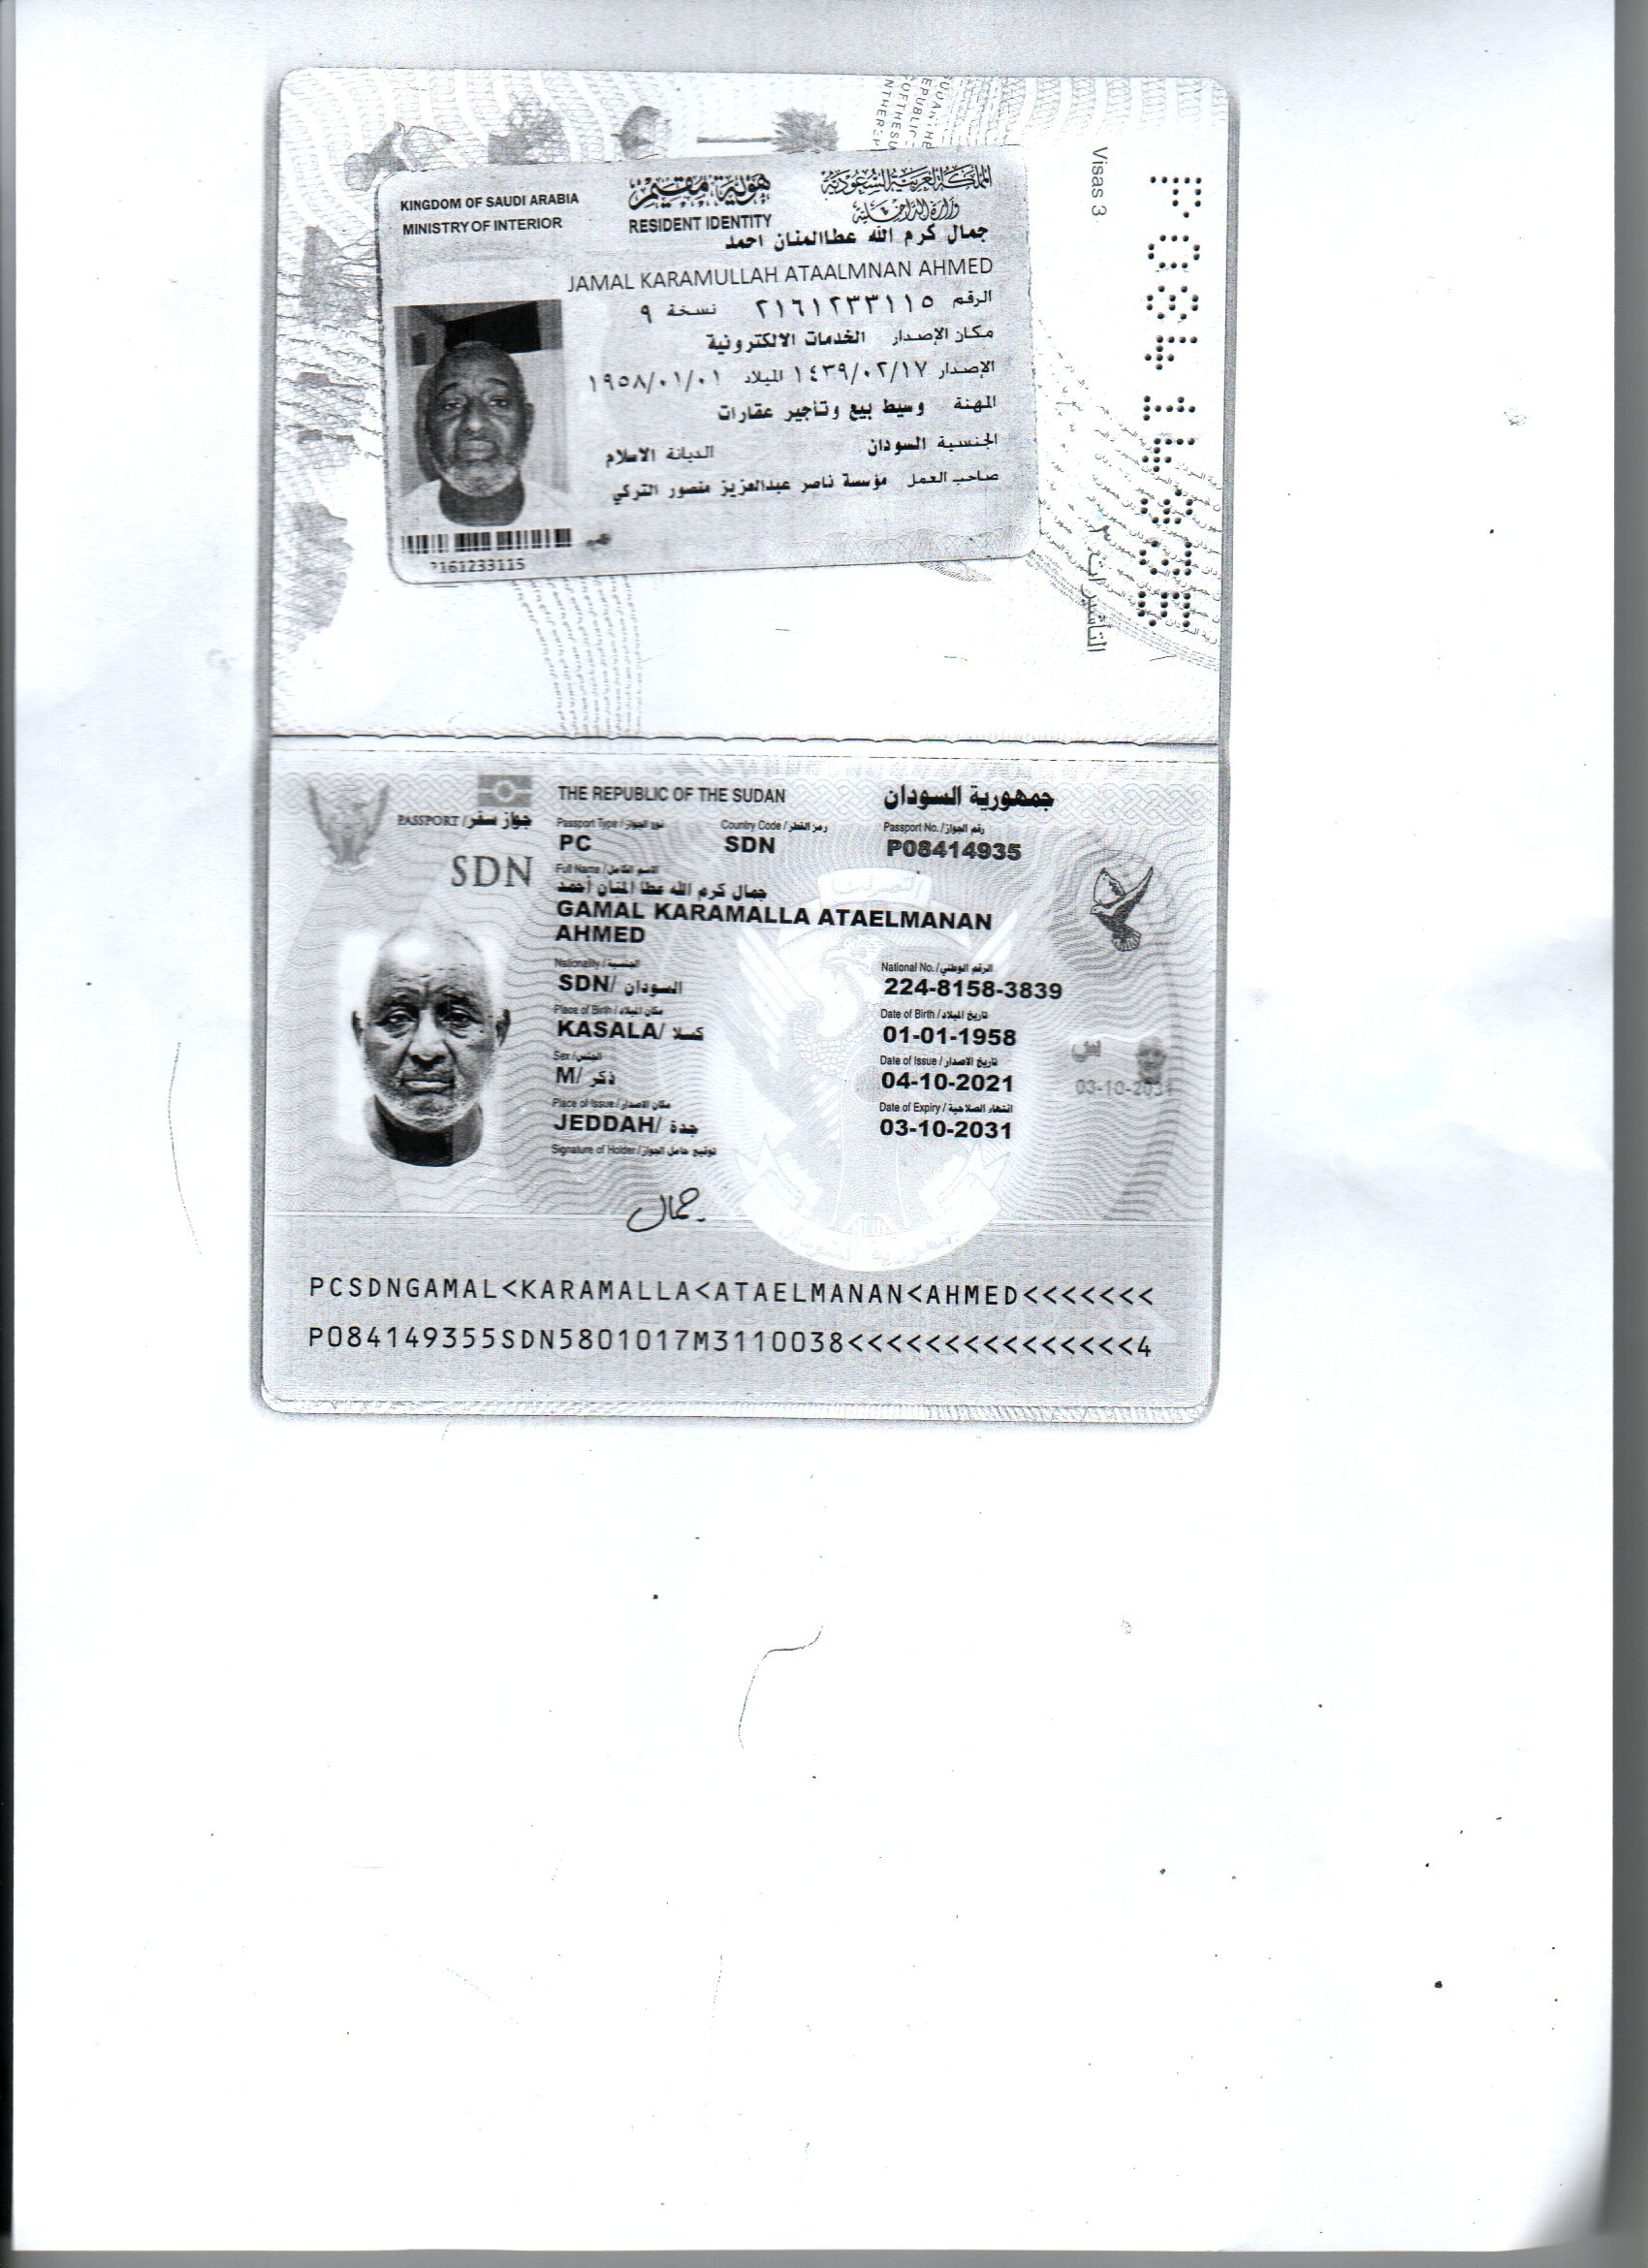 KINGDOM OF SAUDI ARABIA
MINISTRY OF INTERIOR
هوية مقيم
RESIDENT IDENTITY
المملكة العربية السعودية
وزارة الداخلية
جمال كرم الله عطاالمنان احمد
JAMAL KARAMULLAH ATAALMNAN AHMED
الرقم ٢١٦١٢٣٣١١٥ نسخة ٩
مكان الإصدار الخدمات الالكترونية
الإصدار ١٤٣٩/٠٢/١٧ الميلاد ١٩٥٨/٠١/٠١
المهنة وسيط بيع وتأجير عقارات
الجنسية السودان الديانة الاسلام
صاحب العمل مؤسسة ناصر عبدالعزيز منصور التركي
161233115
Visas 3
التأشيرات ٣
THE REPUBLIC OF THE SUDAN جمهورية السودان
PASSPORT / جواز سفر
Passport Type / نوع الجواز Country Code / رمز القطر Passport No. / رقم الجواز
PC SDN P08414935
SDN
Full Name / الاسم الكامل
جمال كرم الله عطا المنان أحمد
GAMAL KARAMALLA ATAELMANAN
AHMED
Nationality / الجنسية National No. / الرقم الوطني
SDN/ السودان 224-8158-3839
Place of Birth / مكان الميلاد Date of Birth / تاريخ الميلاد
KASALA/ كسلا 01-01-1958
Sex / الجنس Date of Issue / تاريخ الاصدار
M/ ذكر 04-10-2021
Place of Issue / مكان الاصدار Date of Expiry / انتهاء الصلاحية
JEDDAH/ جدة 03-10-2031
03-10-2031
Signature of Holder / توقيع حامل الجواز
جمال
PCSDNGAMAL<KARAMALLA<ATAELMANAN<AHMED<<<<<<<
P084149355SDN5801017M3110038<<<<<<<<<<<<<<<4